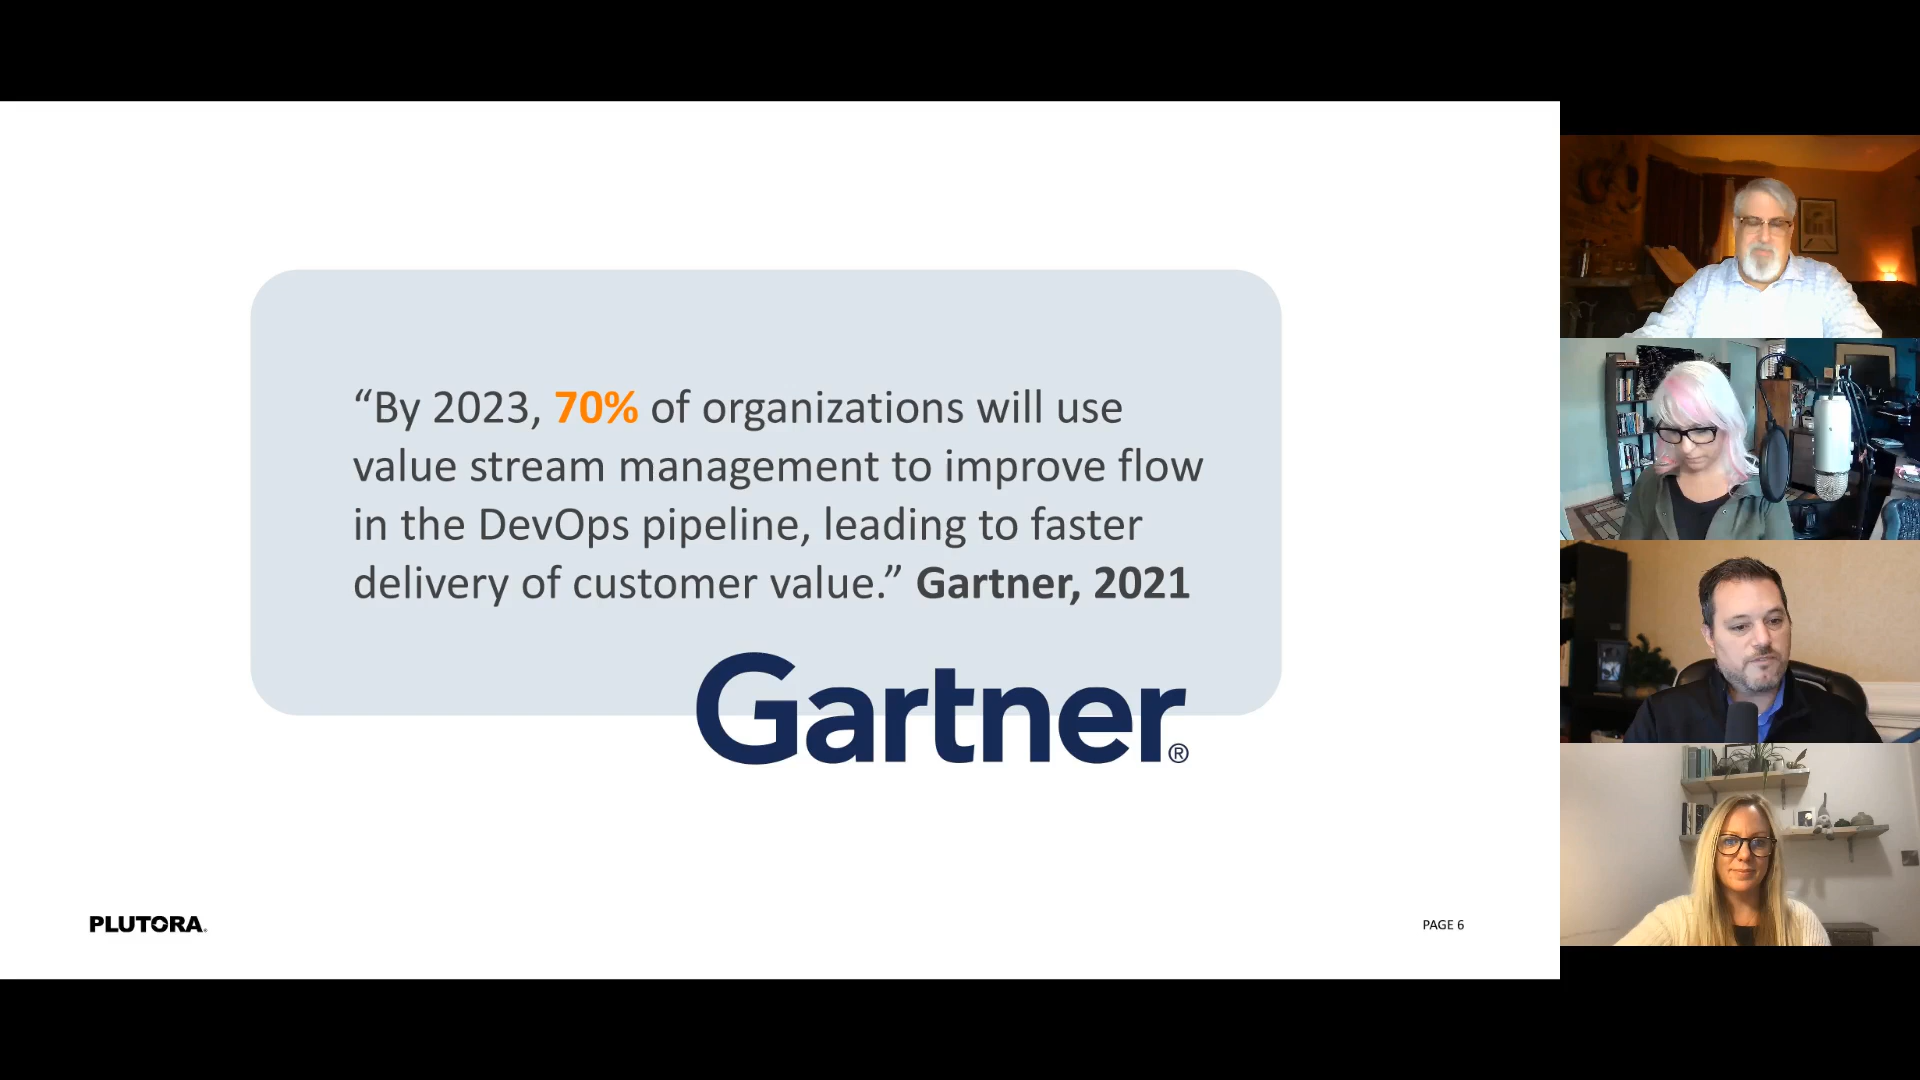 “By 2023, 70% of organizations will use
value stream management to improve flow
in the DevOps pipeline, leading to faster
delivery of customer value.” Gartner, 2021
Gartner®
PLUTORA
PAGE 6